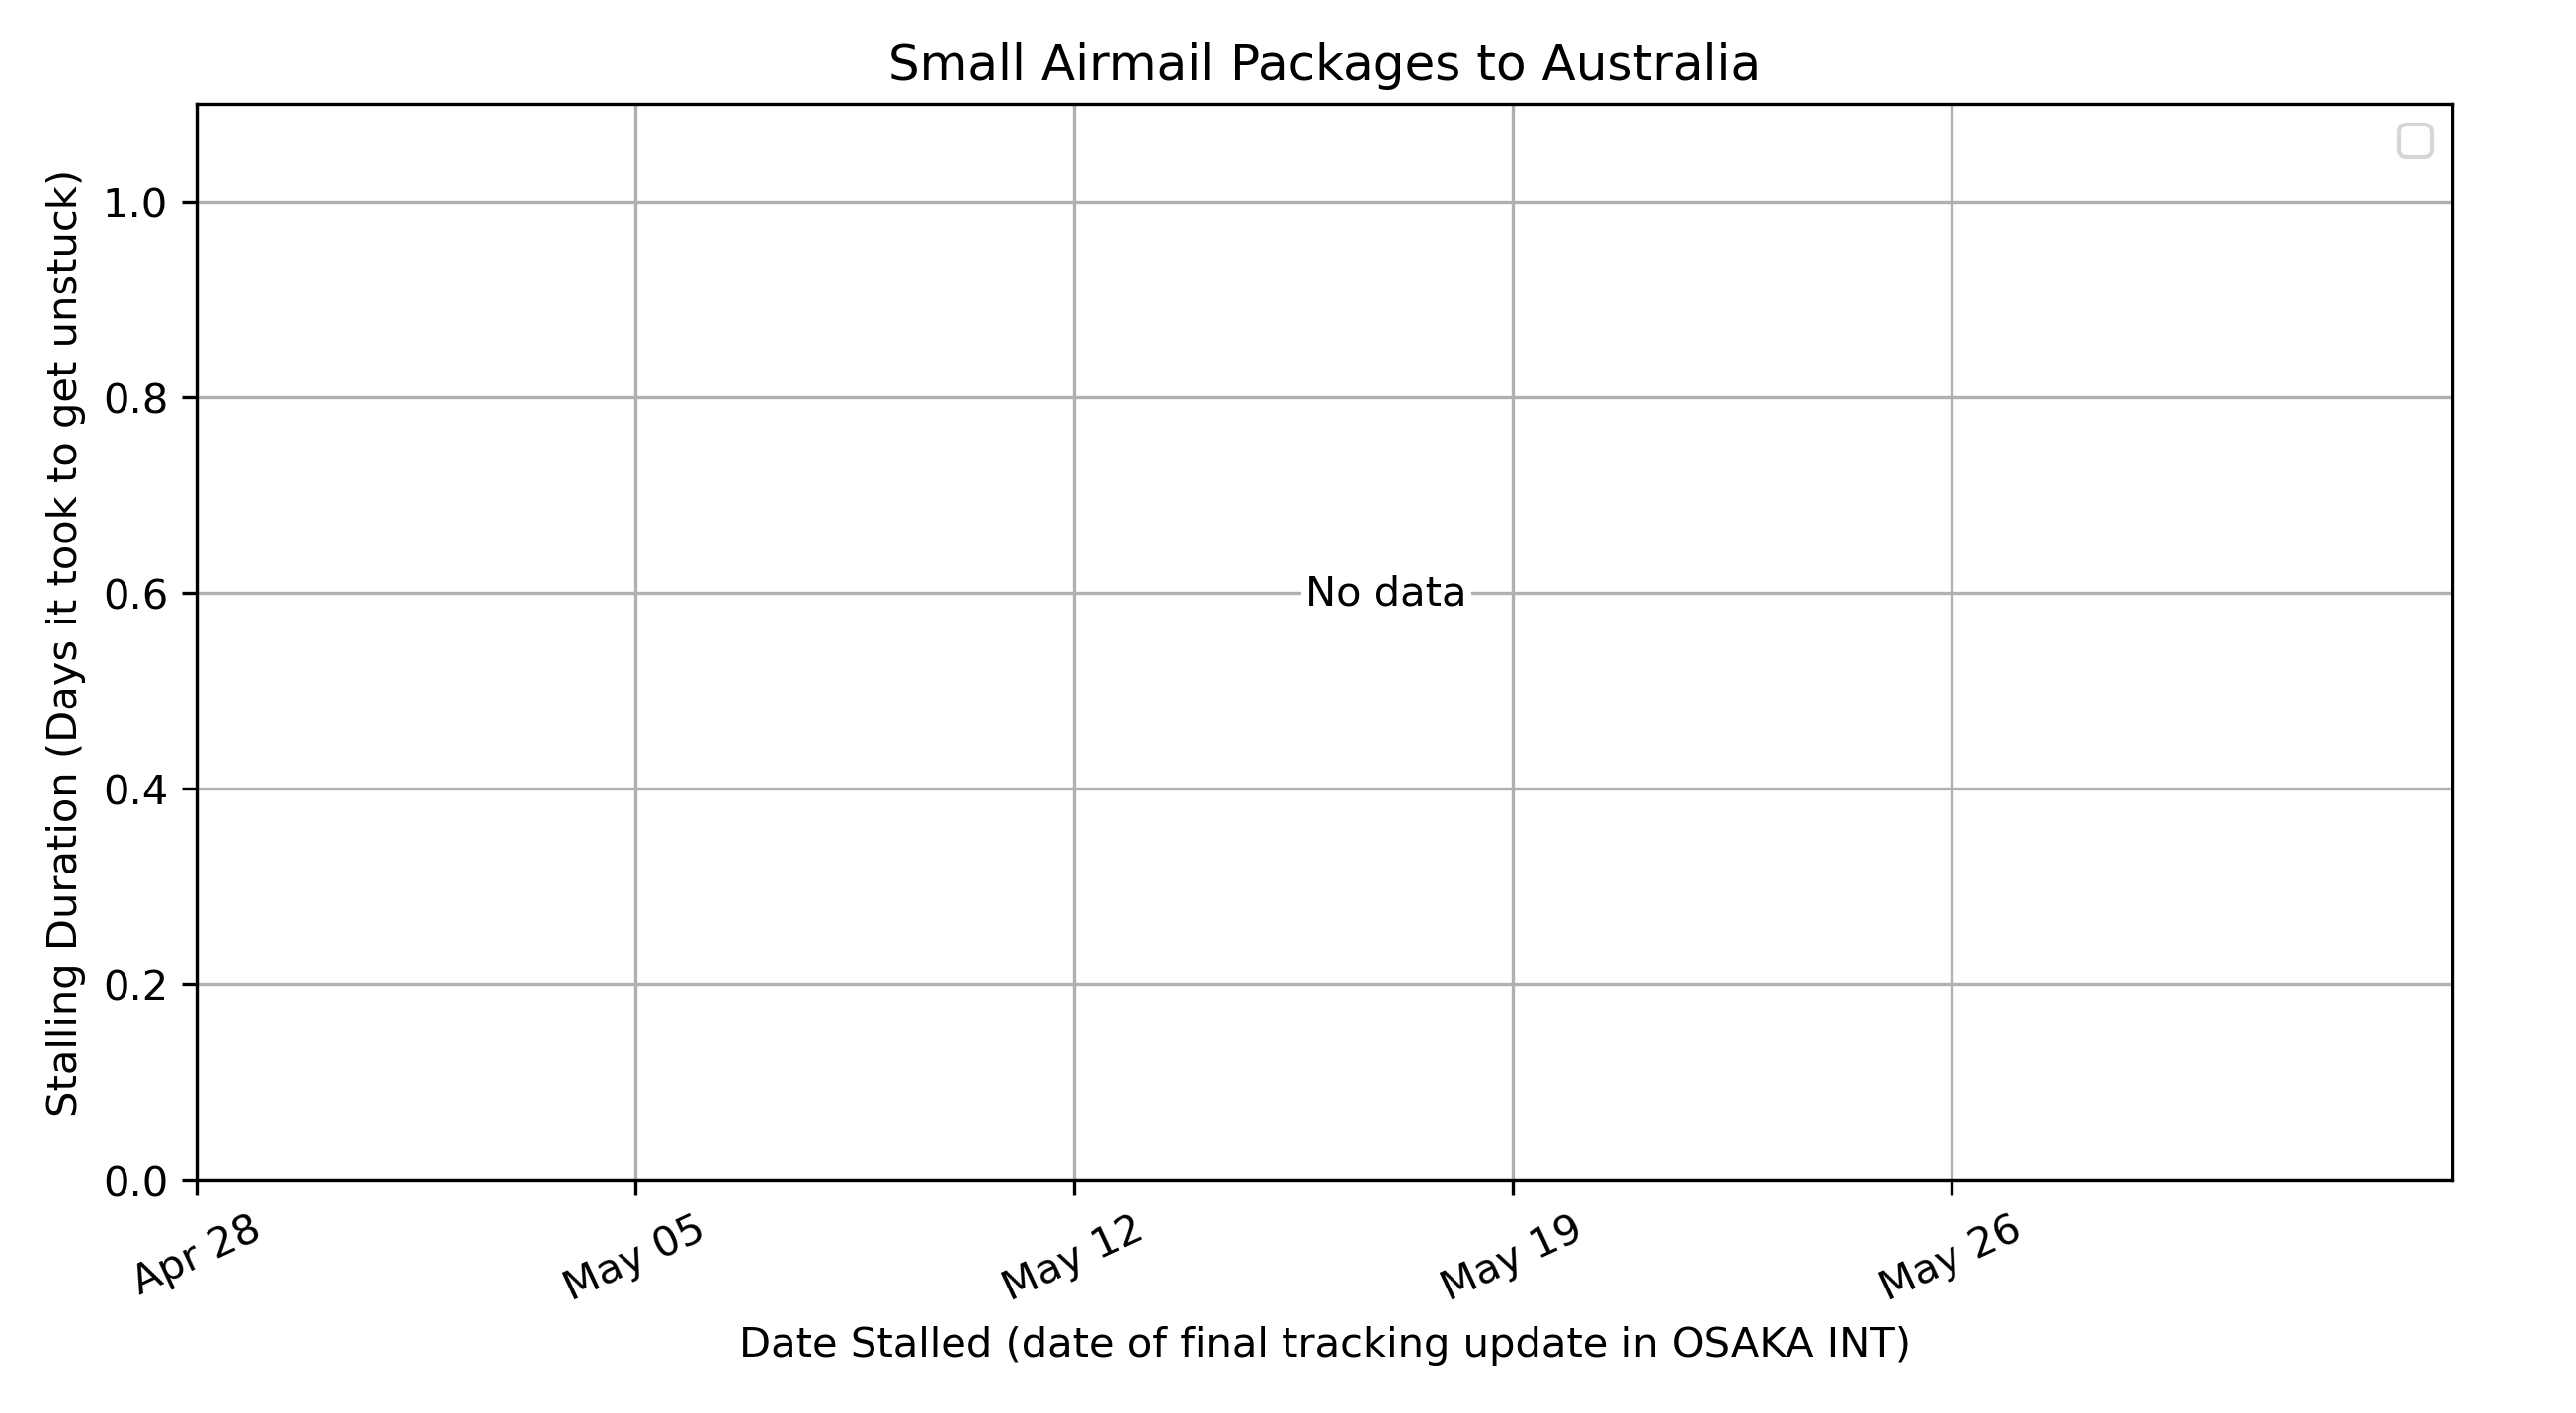 Small Airmail Packages to Australia
Stalling Duration (Days it took to get unstuck)
1.0
0.8
0.6
0.4
0.2
0.0
No data
Apr 28
May 05
May 12
May 19
May 26
Date Stalled (date of final tracking update in OSAKA INT)